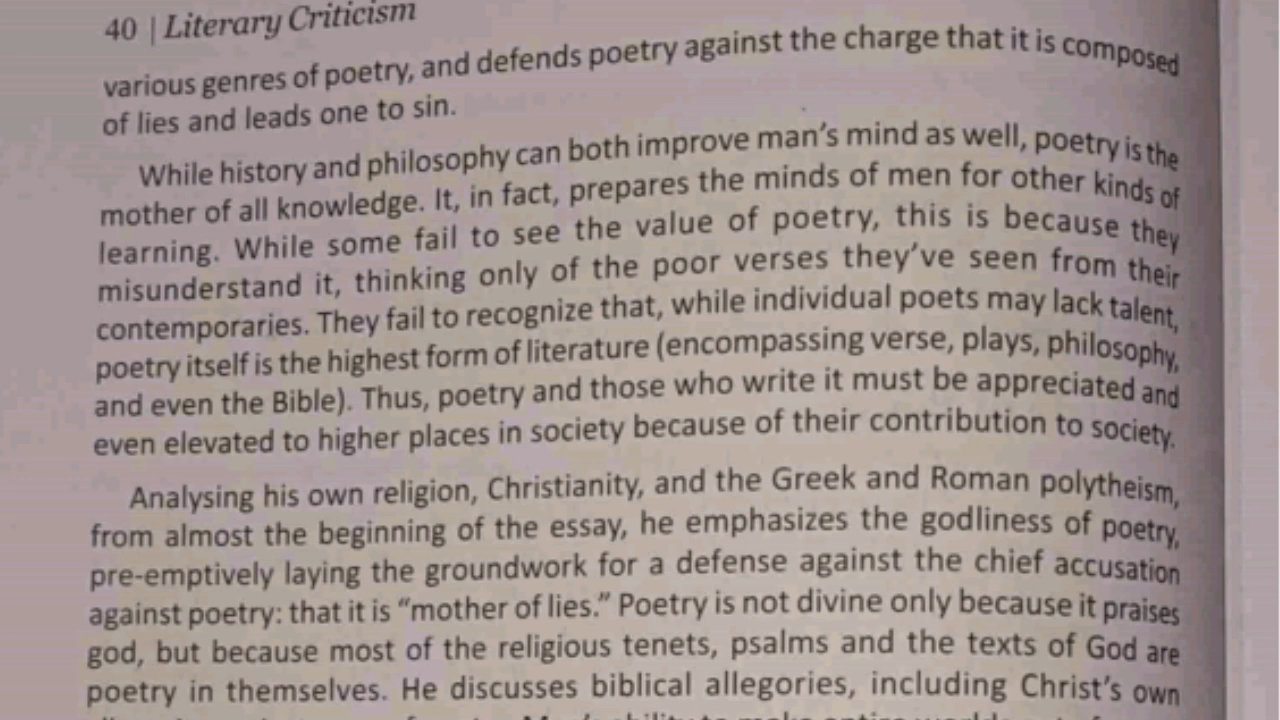 40 | Literary Criticism
various genres of poetry, and defends poetry against the charge that it is composed
of lies and leads one to sin.
While history and philosophy can both improve man's mind as well, poetry is the
mother of all knowledge. It, in fact, prepares the minds of men for other kinds of
learning. While some fail to see the value of poetry, this is because they
misunderstand it, thinking only of the poor verses they've seen from their
contemporaries. They fail to recognize that, while individual poets may lack talent,
poetry itself is the highest form of literature (encompassing verse, plays, philosophy,
and even the Bible). Thus, poetry and those who write it must be appreciated and
even elevated to higher places in society because of their contribution to society.
Analysing his own religion, Christianity, and the Greek and Roman polytheism,
from almost the beginning of the essay, he emphasizes the godliness of poetry,
pre-emptively laying the groundwork for a defense against the chief accusation
against poetry: that it is “mother of lies.” Poetry is not divine only because it praises
god, but because most of the religious tenets, psalms and the texts of God are
poetry in themselves. He discusses biblical allegories, including Christ's own